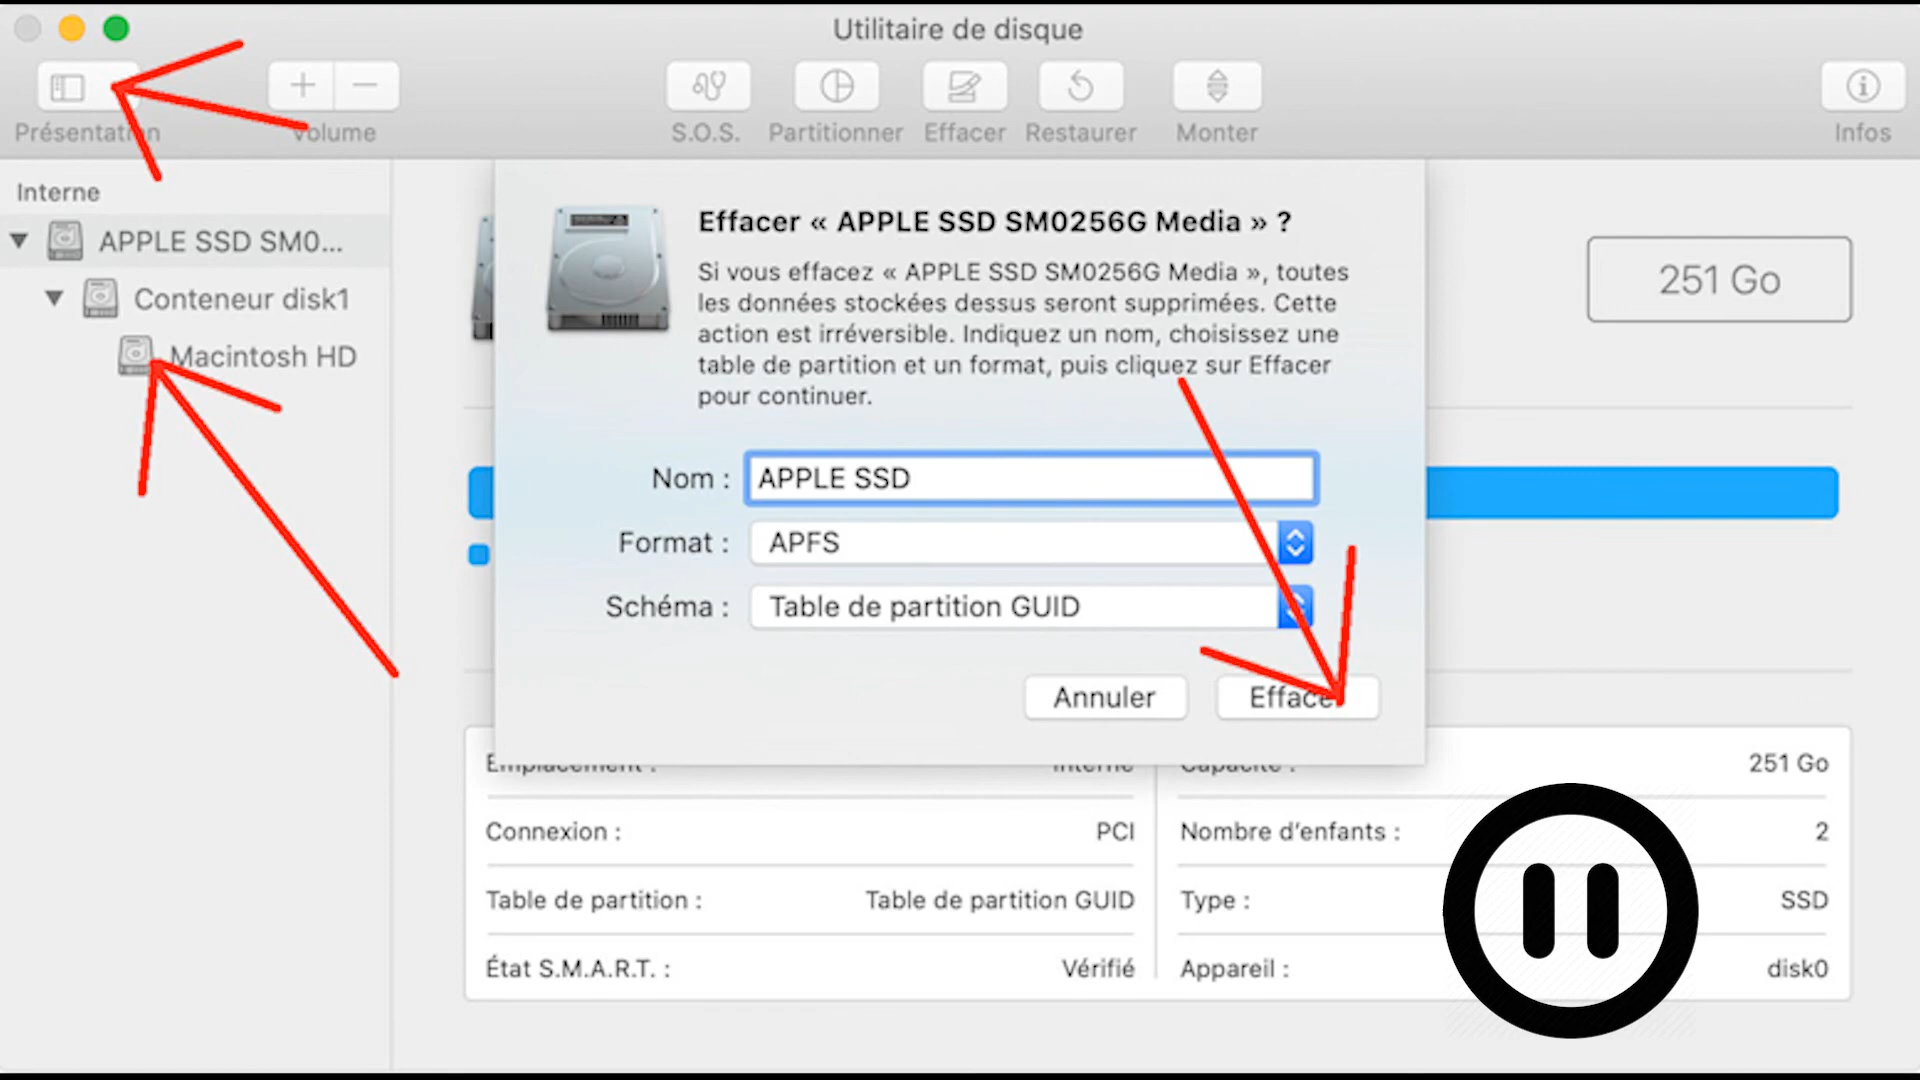 Utilitaire de disque
Présentation
Volume
S.O.S.
Partitionner
Effacer
Restaurer
Monter
Infos
Interne
APPLE SSD SM0...
Conteneur disk1
Macintosh HD
Effacer « APPLE SSD SM0256G Media » ?
Si vous effacez « APPLE SSD SM0256G Media », toutes
les données stockées dessus seront supprimées. Cette
action est irréversible. Indiquez un nom, choisissez une
table de partition et un format, puis cliquez sur Effacer
pour continuer.
251 Go
Nom : APPLE SSD
Format : APFS
Schéma : Table de partition GUID
Annuler
Effacer
Emplacement : Interne
Capacité : 251 Go
Connexion : PCI
Nombre d’enfants : 2
Table de partition : Table de partition GUID
Type : SSD
État S.M.A.R.T. : Vérifié
Appareil : disk0